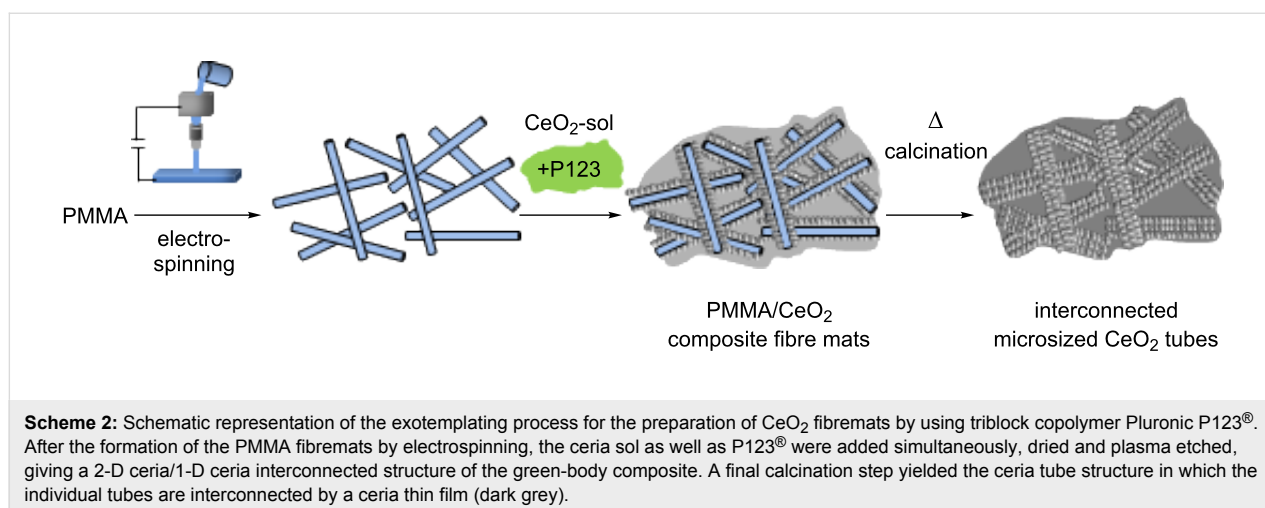 CeO2-sol
+P123
Δ
calcination
PMMA
electro-
spinning
PMMA/CeO2
composite fibre mats
interconnected
microsized CeO2 tubes
Scheme 2: Schematic representation of the exotemplating process for the preparation of CeO2 fibremats by using triblock copolymer Pluronic P123®.
After the formation of the PMMA fibremats by electrospinning, the ceria sol as well as P123® were added simultaneously, dried and plasma etched,
giving a 2-D ceria/1-D ceria interconnected structure of the green-body composite. A final calcination step yielded the ceria tube structure in which the
individual tubes are interconnected by a ceria thin film (dark grey).